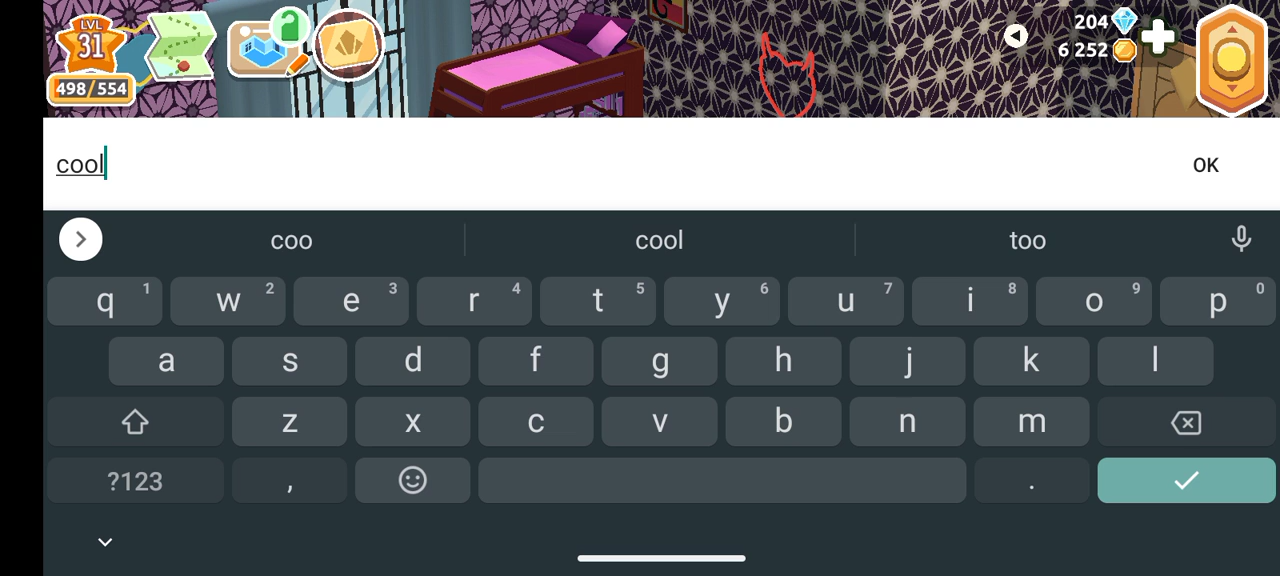 LVL
31
498/554
204
6 252
cool
OK
coo cool too
q 1 w 2 e 3 r 4 t 5 y 6 u 7 i 8 o 9 p 0
a s d f g h j k l
z x c v b n m
?123 , .